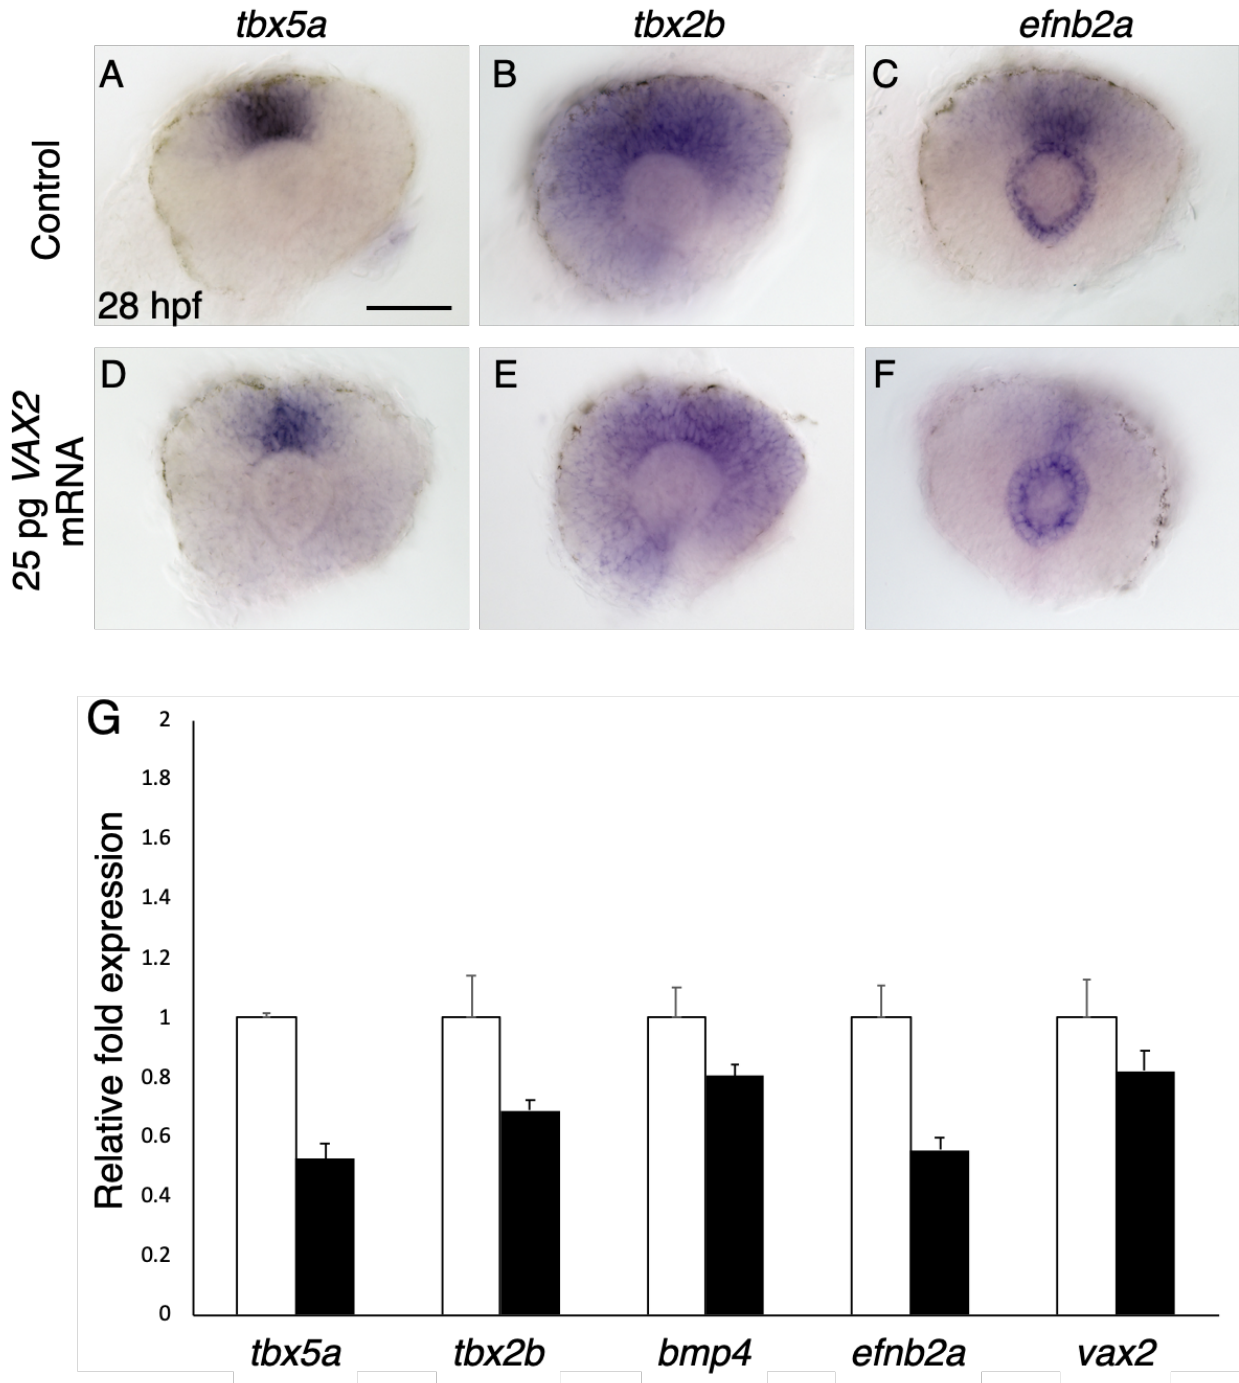 tbx5a tbx2b efnb2a
Control
A B C
28 hpf
25 pg VAX2
mRNA
D E F
G
Relative fold expression
2
1.8
1.6
1.4
1.2
1
0.8
0.6
0.4
0.2
0
tbx5a tbx2b bmp4 efnb2a vax2